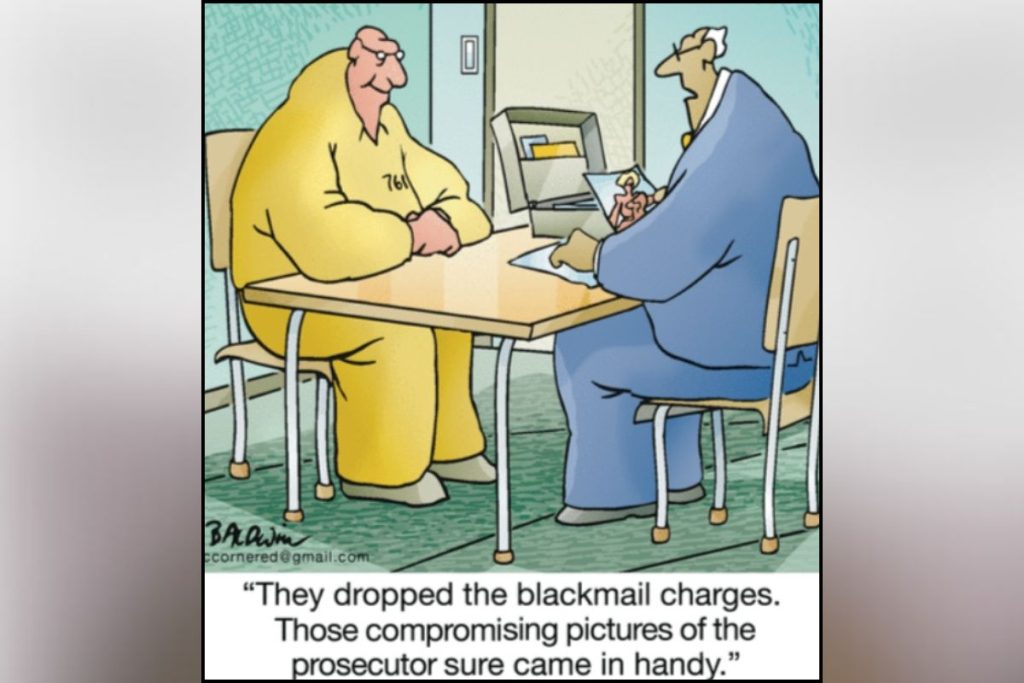 761
BALDWIN
ccornered@gmail.com
“They dropped the blackmail charges.
Those compromising pictures of the
prosecutor sure came in handy.”